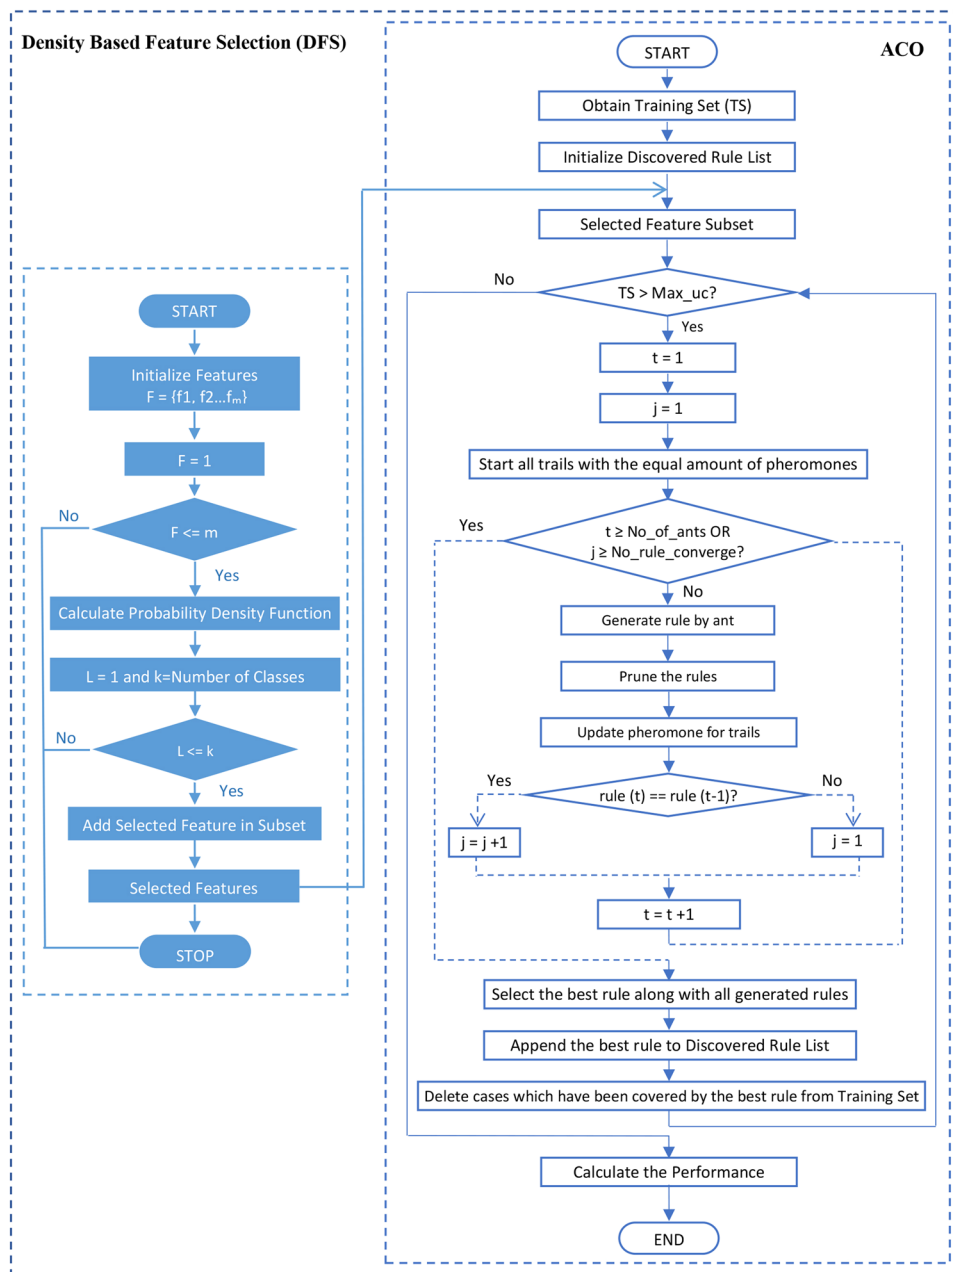 Density Based Feature Selection (DFS)
START
Initialize Features
F = {f1, f2...fₘ}
F = 1
No
F <= m
Yes
Calculate Probability Density Function
L = 1 and k=Number of Classes
No
L <= k
Yes
Add Selected Feature in Subset
Selected Features
STOP
ACO
START
Obtain Training Set (TS)
Initialize Discovered Rule List
Selected Feature Subset
No
TS > Max_uc?
Yes
t = 1
j = 1
Start all trails with the equal amount of pheromones
Yes
t ≥ No_of_ants OR
j ≥ No_rule_converge?
No
Generate rule by ant
Prune the rules
Update pheromone for trails
Yes
rule (t) == rule (t-1)?
No
j = j +1
j = 1
t = t +1
Select the best rule along with all generated rules
Append the best rule to Discovered Rule List
Delete cases which have been covered by the best rule from Training Set
Calculate the Performance
END